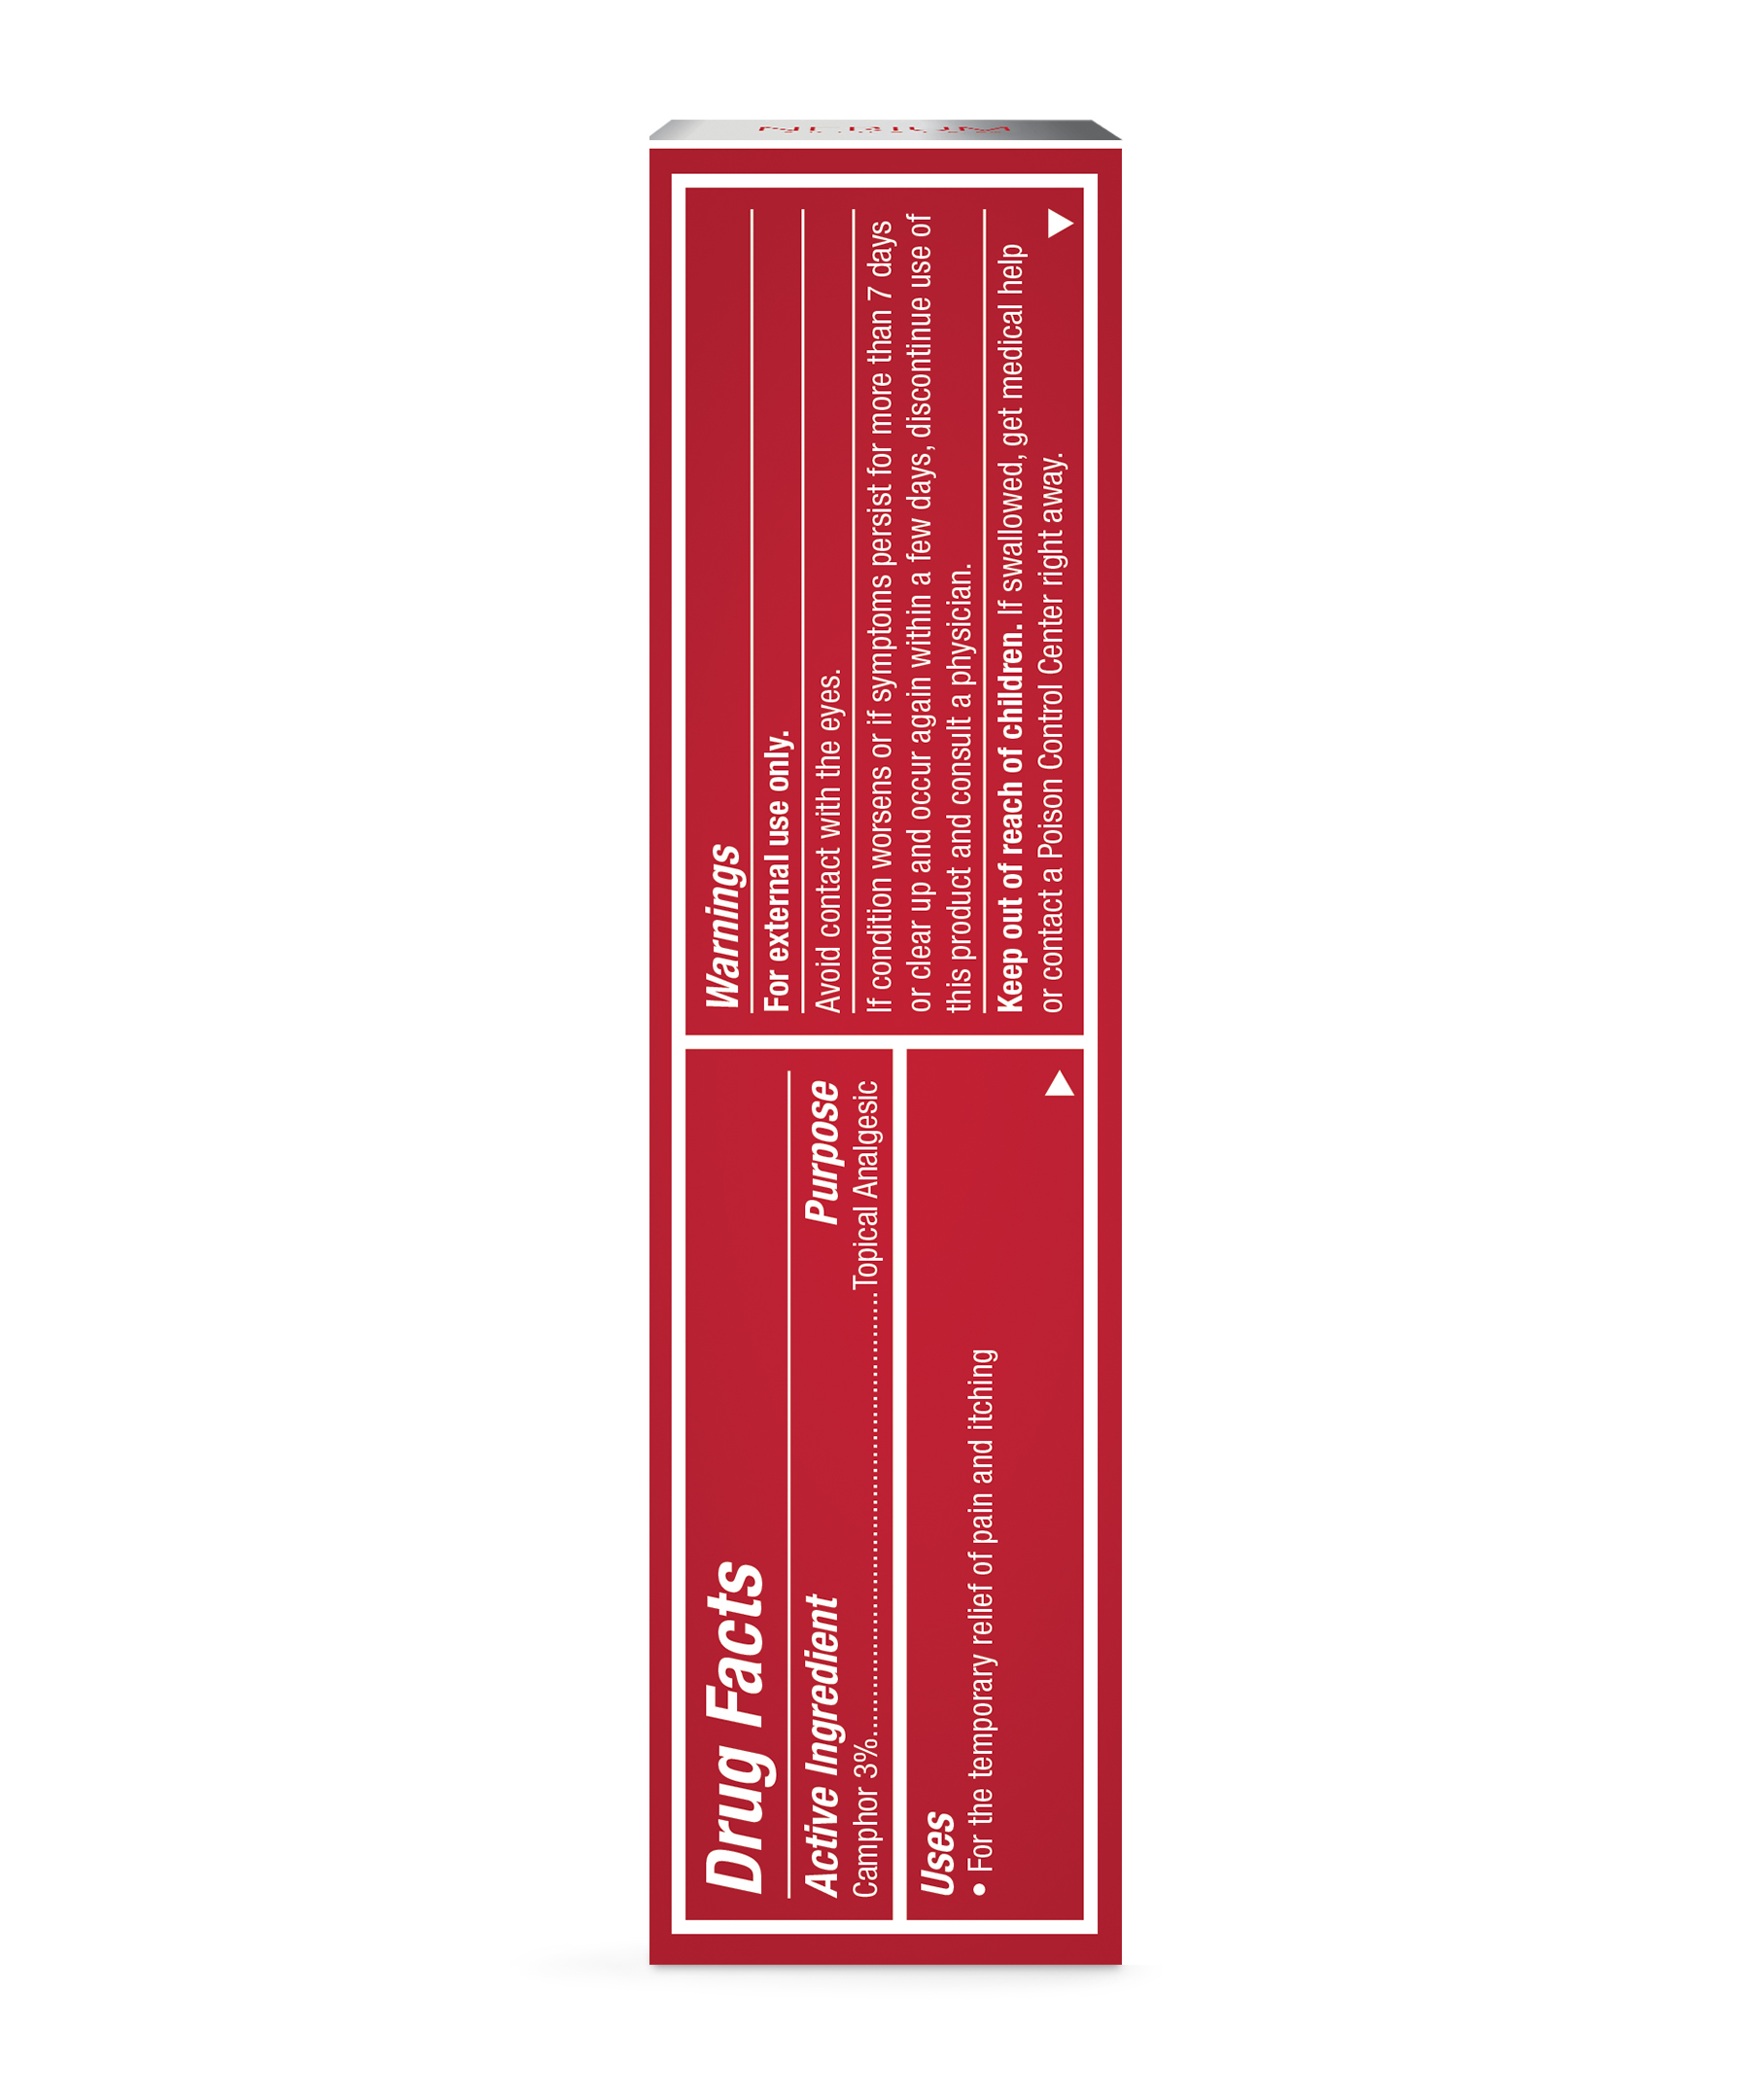 Drug Facts
Active Ingredient Purpose
Camphor 3%......................................................Topical Analgesic
Uses
• For the temporary relief of pain and itching
Warnings
For external use only.
Avoid contact with the eyes.
If condition worsens or if symptoms persist for more than 7 days
or clear up and occur again within a few days, discontinue use of
this product and consult a physician.
Keep out of reach of children. If swallowed, get medical help
or contact a Poison Control Center right away.